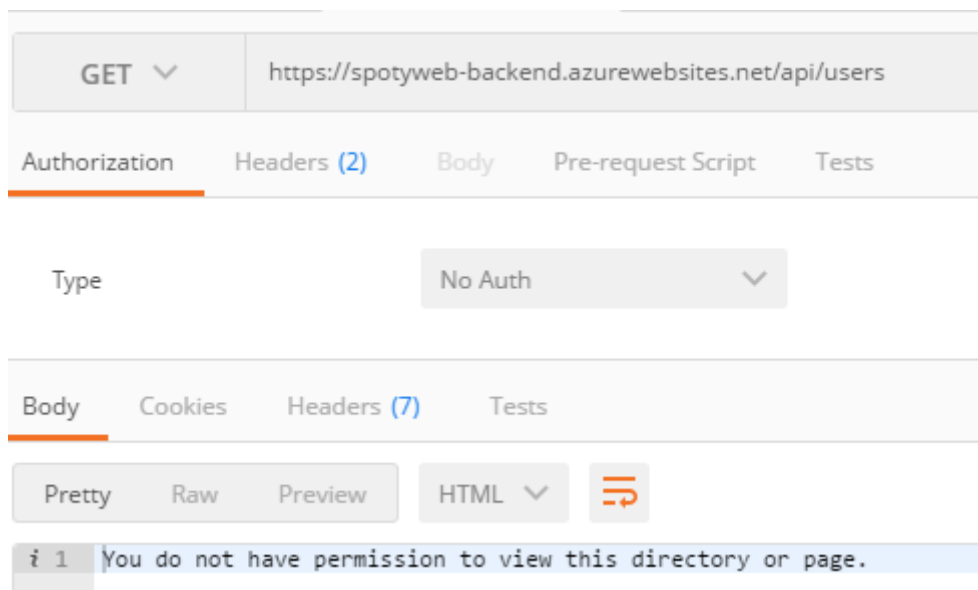 GET https://spotyweb-backend.azurewebsites.net/api/users
Authorization Headers (2) Body Pre-request Script Tests
Type No Auth
Body Cookies Headers (7) Tests
Pretty Raw Preview HTML
i 1 You do not have permission to view this directory or page.